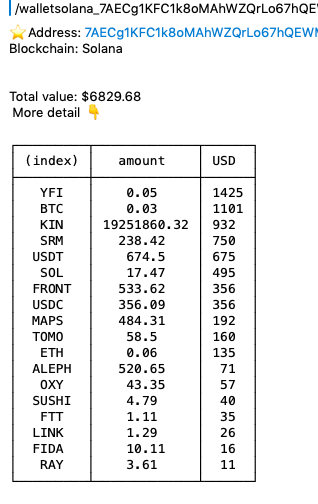 /walletsolana_7AECg1KFC1k8oMAhWZQrLo67hQE
⭐ Address: 7AECg1KFC1k8oMAhWZQrLo67hQEW
Blockchain: Solana
Total value: $6829.68
More detail 👇
(index) amount USD
YFI 0.05 1425
BTC 0.03 1101
KIN 19251860.32 932
SRM 238.42 750
USDT 674.5 675
SOL 17.47 495
FRONT 533.62 356
USDC 356.09 356
MAPS 484.31 192
TOMO 58.5 160
ETH 0.06 135
ALEPH 520.65 71
OXY 43.35 57
SUSHI 4.79 40
FTT 1.11 35
LINK 1.29 26
FIDA 10.11 16
RAY 3.61 11